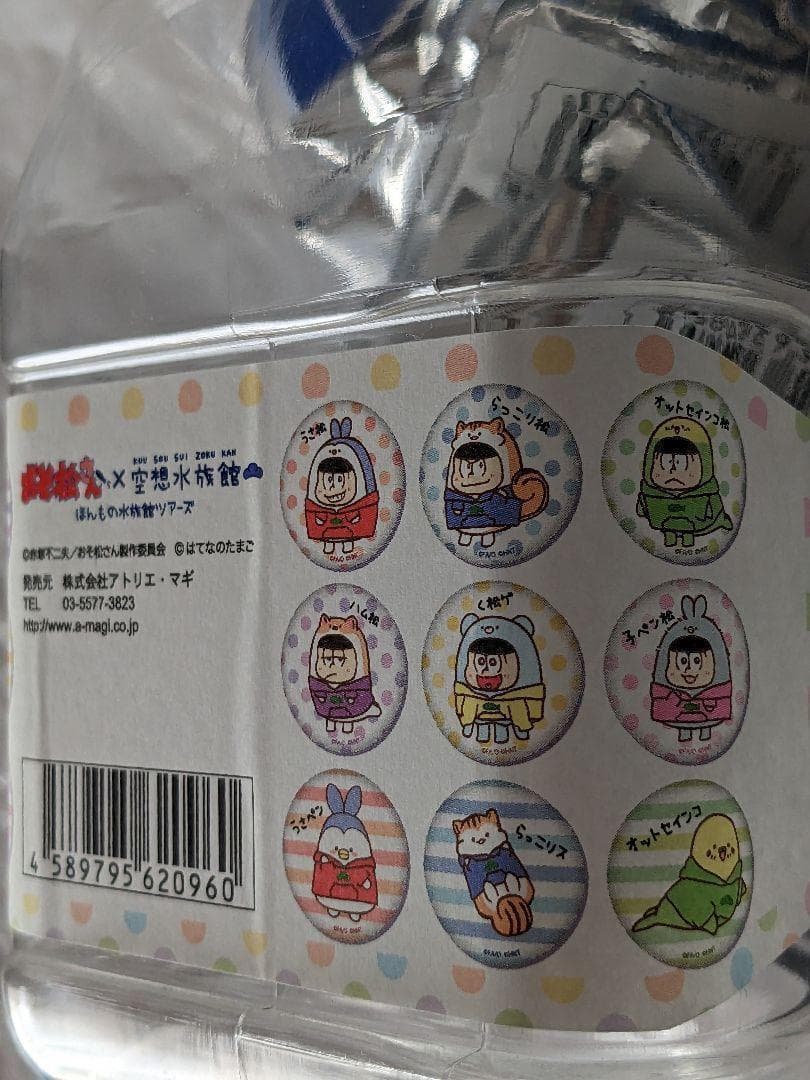 おそ松さん×空想水族館
KUU SOU SUI ZOKU KAN
ほんもの水族館ツアーズ
©赤塚不二夫/おそ松さん製作委員会 ©はてなのたまご
発売元 株式会社アトリエ・マギ
TEL 03-5577-3823
http://www.a-magi.co.jp
4 589795 620960
うさ松
らっこリ松
オットセインコ松
ハム松
く松ゲ
子ペン松
うさペン
らっこリス
オットセインコ